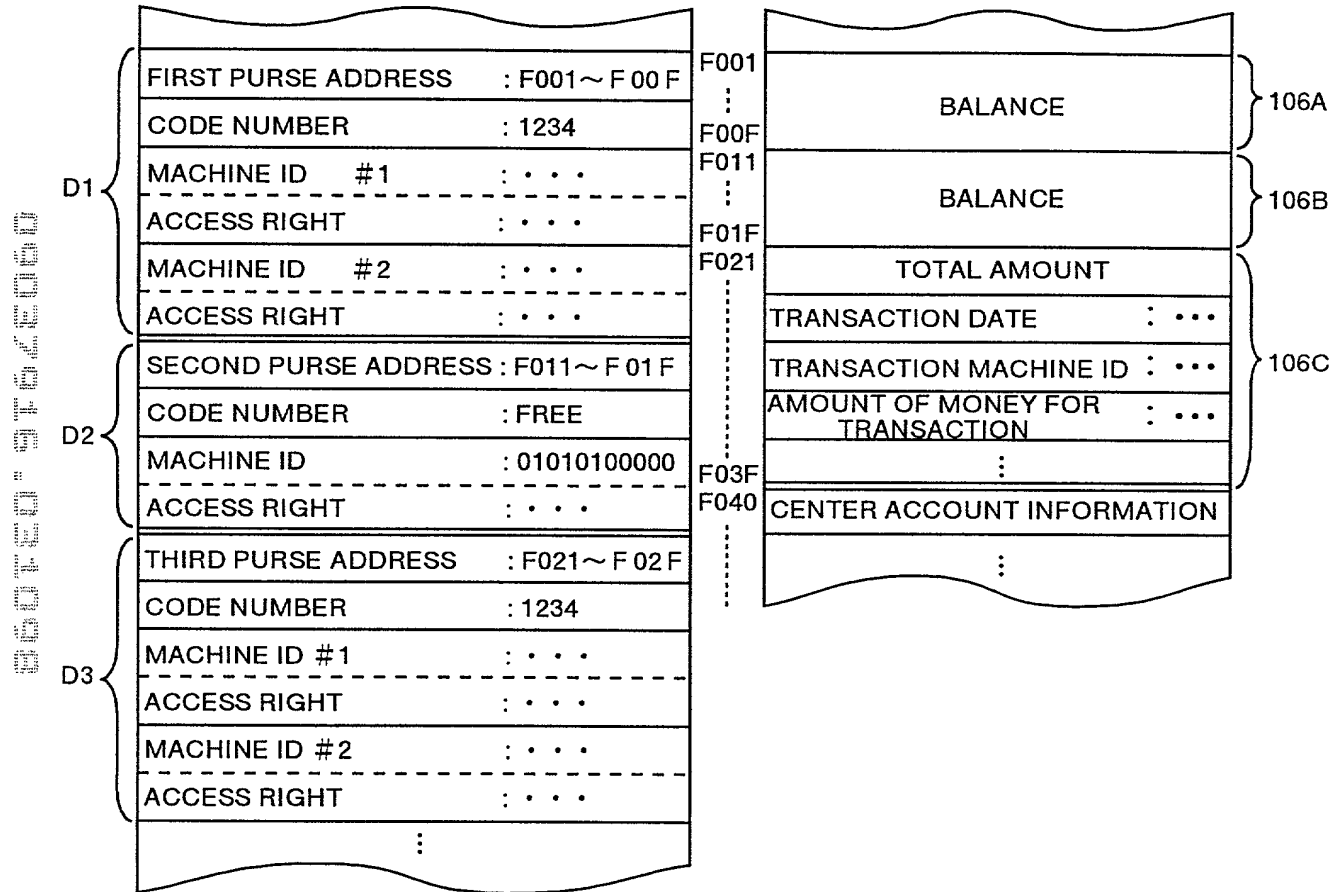 D1
FIRST PURSE ADDRESS : F001～F 00 F
CODE NUMBER : 1234
MACHINE ID #1 : • • •
ACCESS RIGHT : • • •
MACHINE ID #2 : • • •
ACCESS RIGHT : • • •
D2
SECOND PURSE ADDRESS : F011～F 01 F
CODE NUMBER : FREE
MACHINE ID : 01010100000
ACCESS RIGHT : • • •
D3
THIRD PURSE ADDRESS : F021～F 02 F
CODE NUMBER : 1234
MACHINE ID #1 : • • •
ACCESS RIGHT : • • •
MACHINE ID #2 : • • •
ACCESS RIGHT : • • •
F001
F00F
BALANCE
106A
F011
F01F
BALANCE
106B
F021
TOTAL AMOUNT
TRANSACTION DATE : •••
TRANSACTION MACHINE ID : •••
AMOUNT OF MONEY FOR
TRANSACTION : •••
F03F
106C
F040
CENTER ACCOUNT INFORMATION